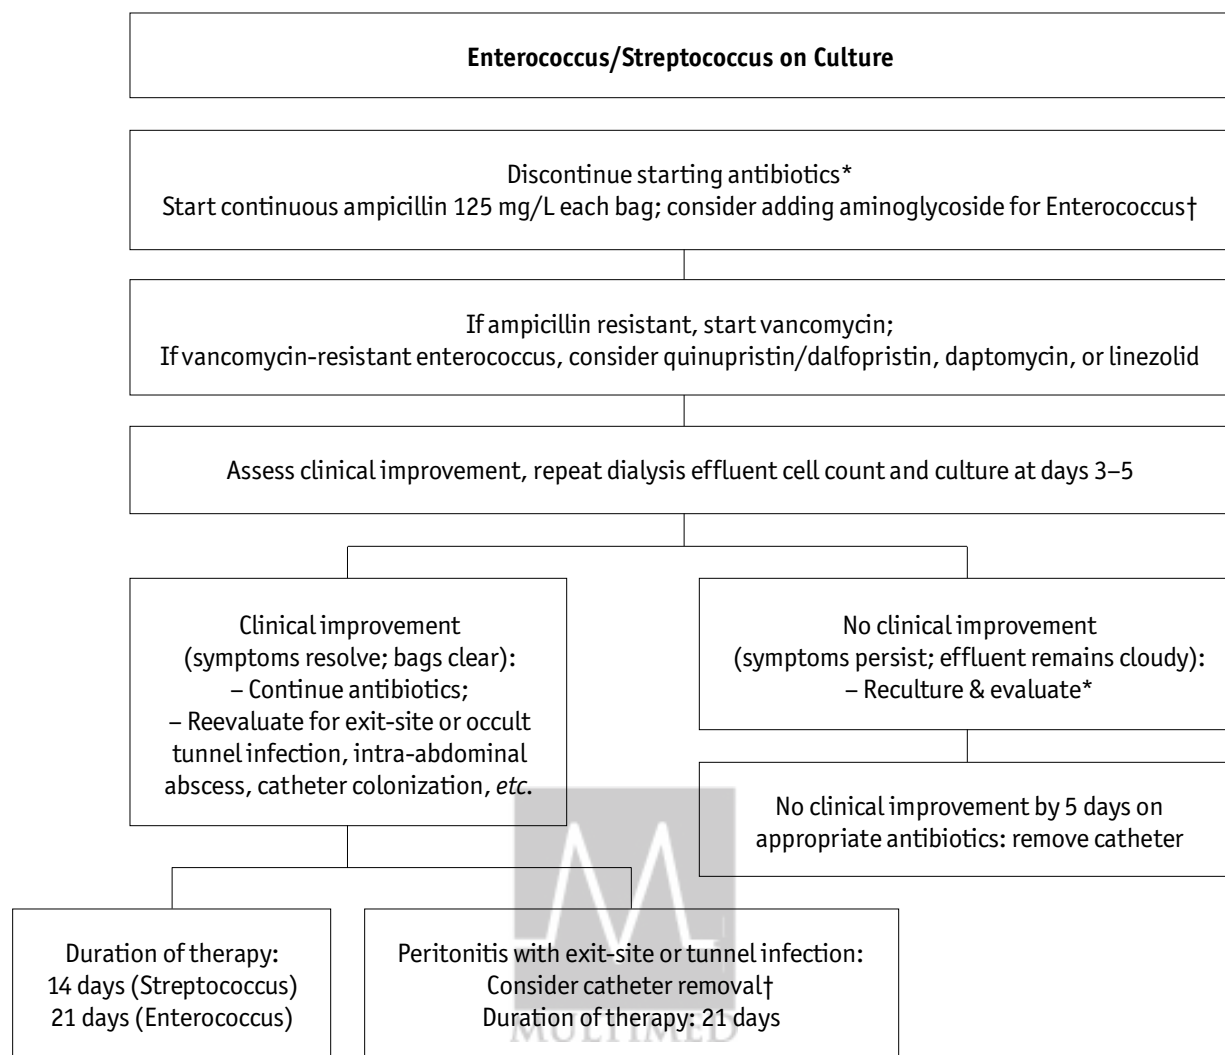 Enterococcus/Streptococcus on Culture
Discontinue starting antibiotics*
Start continuous ampicillin 125 mg/L each bag; consider adding aminoglycoside for Enterococcus†
If ampicillin resistant, start vancomycin;
If vancomycin-resistant enterococcus, consider quinupristin/dalfopristin, daptomycin, or linezolid
Assess clinical improvement, repeat dialysis effluent cell count and culture at days 3–5
Clinical improvement
(symptoms resolve; bags clear):
– Continue antibiotics;
– Reevaluate for exit-site or occult
tunnel infection, intra-abdominal
abscess, catheter colonization, etc.
No clinical improvement
(symptoms persist; effluent remains cloudy):
– Reculture & evaluate*
No clinical improvement by 5 days on
appropriate antibiotics: remove catheter
Duration of therapy:
14 days (Streptococcus)
21 days (Enterococcus)
Peritonitis with exit-site or tunnel infection:
Consider catheter removal†
Duration of therapy: 21 days
MULTIMED